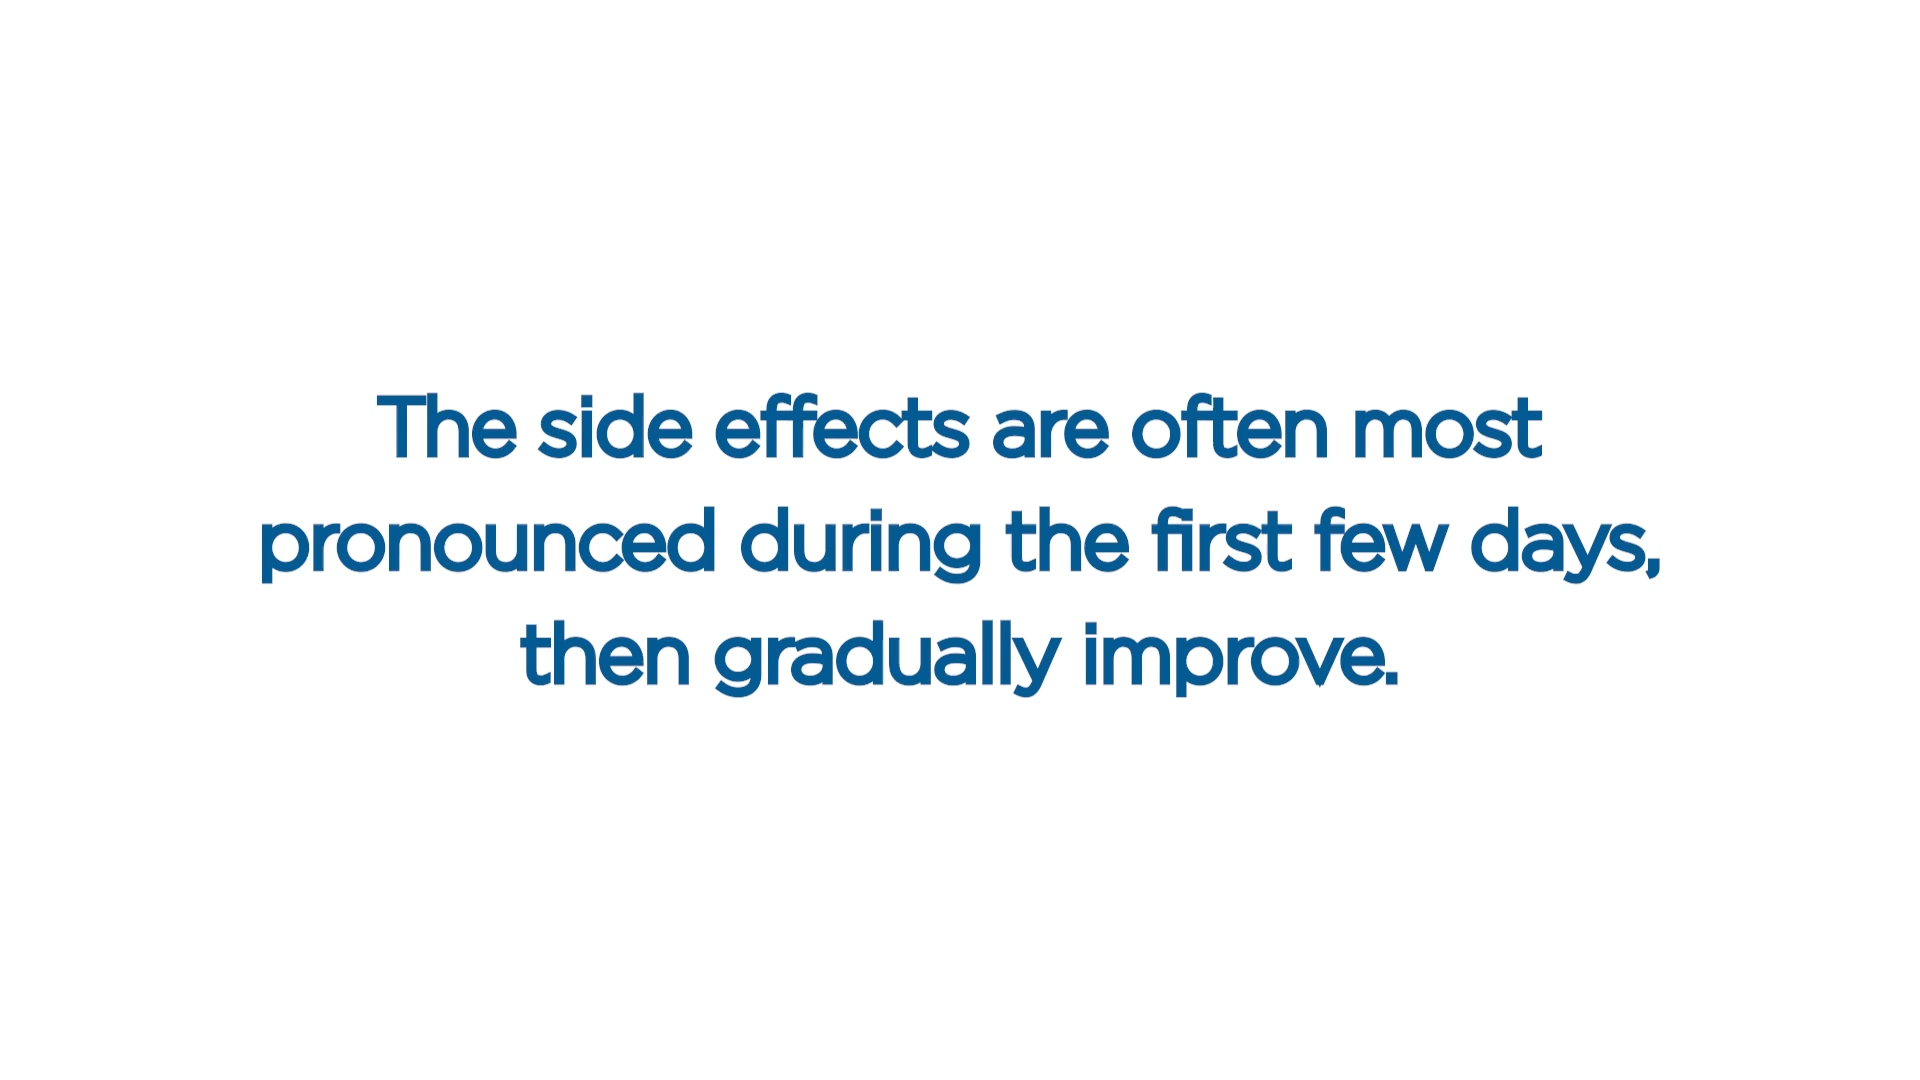 The side effects are often most
pronounced during the first few days,
then gradually improve.